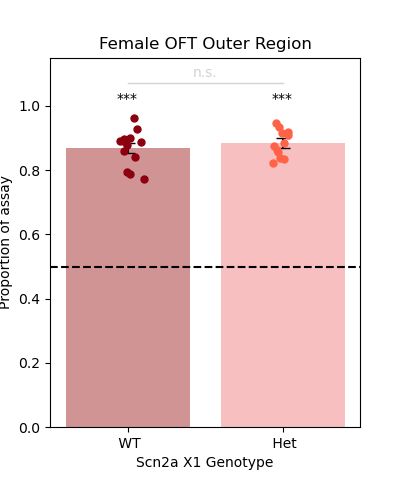 Female OFT Outer Region
n.s.
*** ***
1.0
0.8
0.6
0.4
0.2
0.0
Proportion of assay
WT Het
Scn2a X1 Genotype